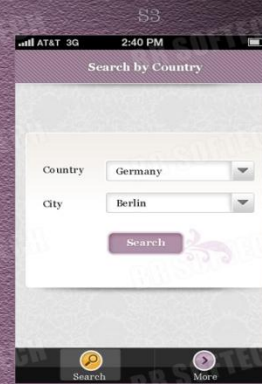 S3
AT&T 3G 2:40 PM
Search by Country
Country Germany
City Berlin
Search
Search More